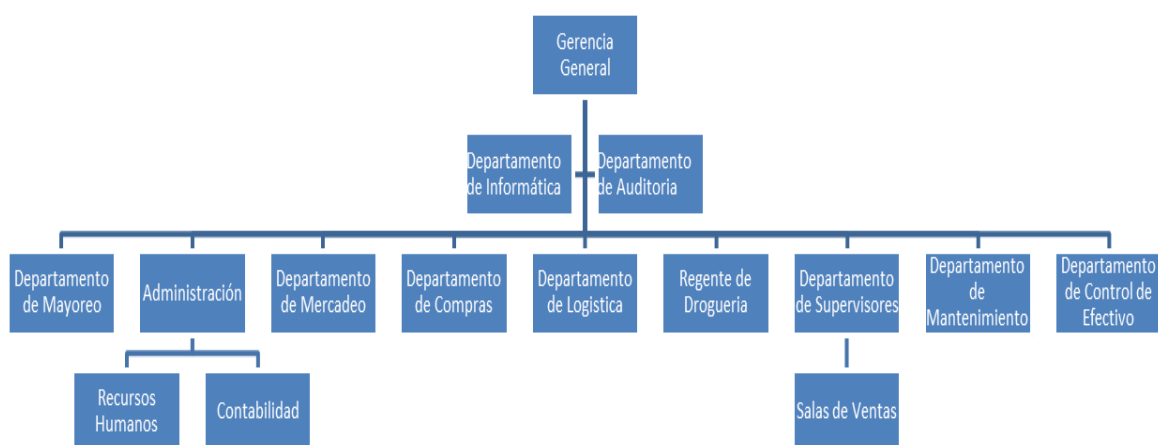 Gerencia
General
Departamento
de Informática
Departamento
de Auditoria
Departamento
de Mayoreo
Administración
Departamento
de Mercadeo
Departamento
de Compras
Departamento
de Logistica
Regente de
Drogueria
Departamento
de Supervisores
Departamento
de
Mantenimiento
Departamento
de Control de
Efectivo
Recursos
Humanos
Contabilidad
Salas de Ventas